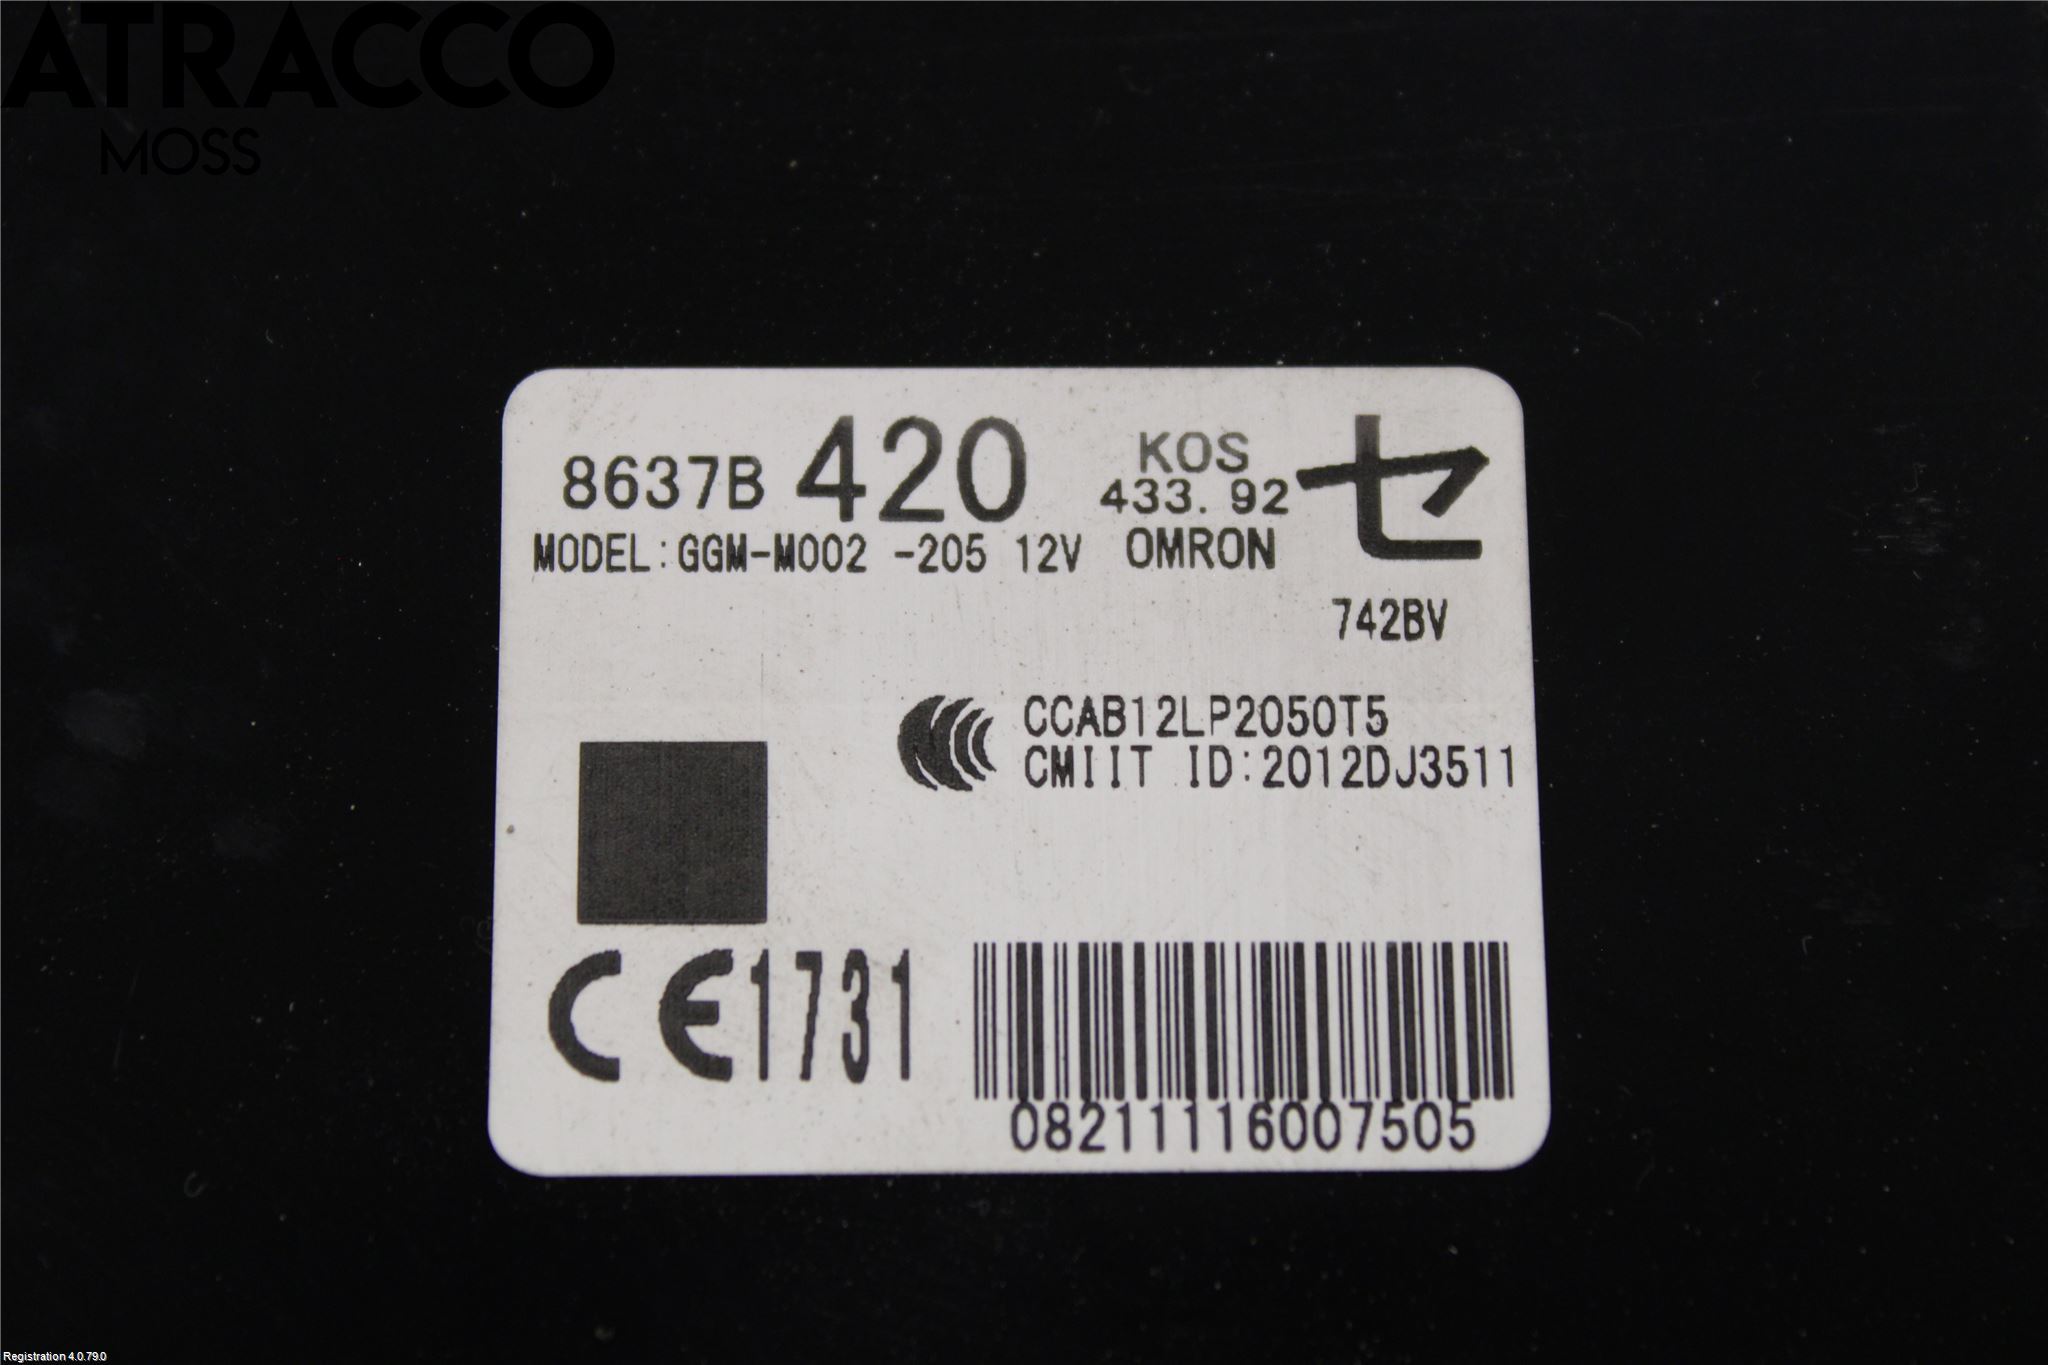 ATRACCO
MOSS
8637B 420 KOS 433.92 セ
MODEL:GGM-M002 -205 12V OMRON
742BV
CCAB12LP2050T5
CMIIT ID:2012DJ3511
CE1731
08211116007505
Registration 4.0.79.0